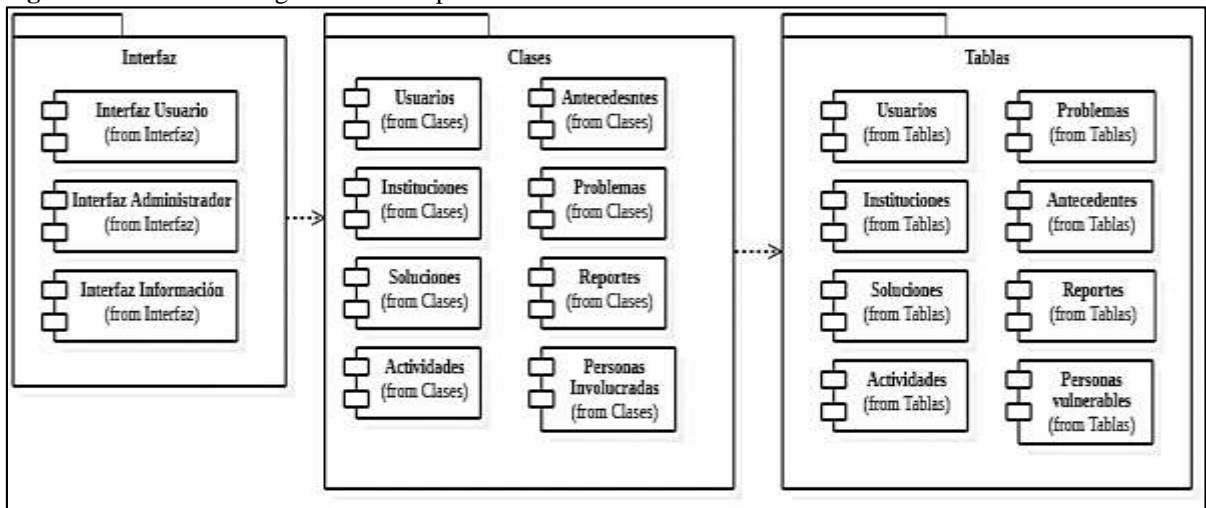 Interfaz
Interfaz Usuario
(from Interfaz)
Interfaz Administrador
(from Interfaz)
Interfaz Información
(from Interfaz)
Clases
Usuarios
(from Clases)
Antecedesntes
(from Clases)
Instituciones
(from Clases)
Problemas
(from Clases)
Soluciones
(from Clases)
Reportes
(from Clases)
Actividades
(from Clases)
Personas
Involucradas
(from Clases)
Tablas
Usuarios
(from Tablas)
Problemas
(from Tablas)
Instituciones
(from Tablas)
Antecedentes
(from Tablas)
Soluciones
(from Tablas)
Reportes
(from Tablas)
Actividades
(from Tablas)
Personas
vulnerables
(from Tablas)